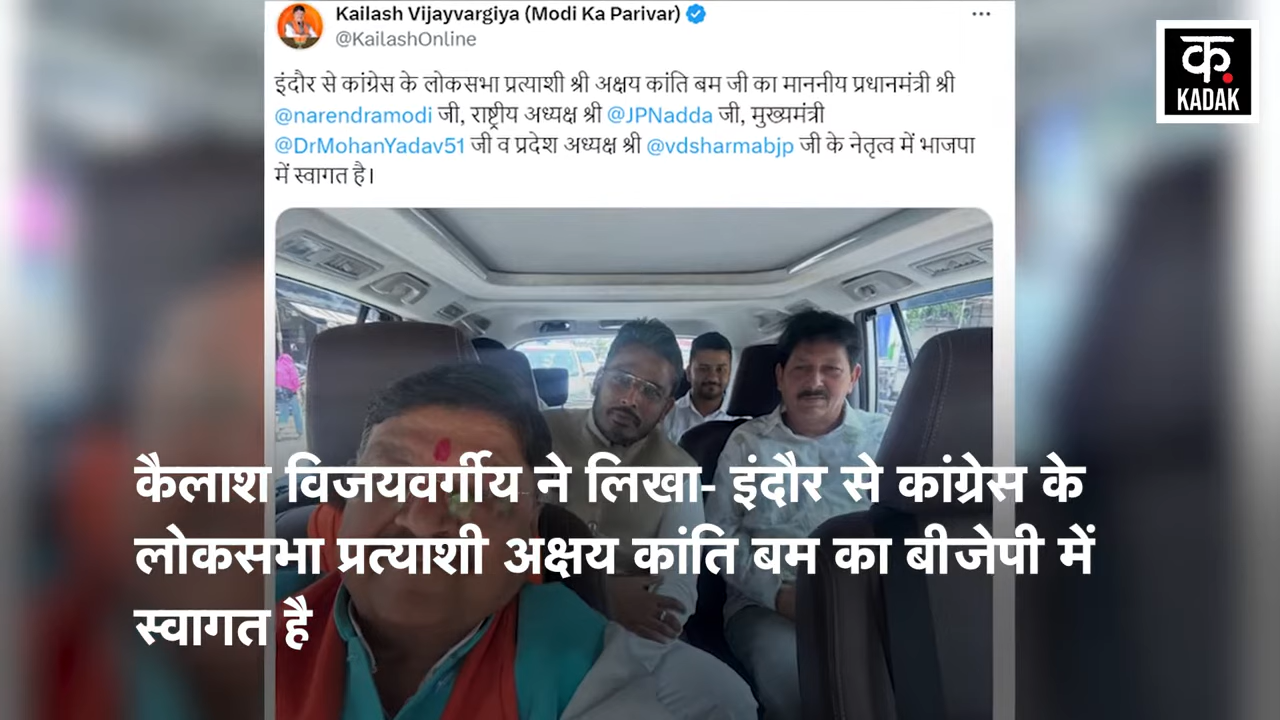 Kailash Vijayvargiya (Modi Ka Parivar)
@KailashOnline
इंदौर से कांग्रेस के लोकसभा प्रत्याशी श्री अक्षय कांति बम जी का माननीय प्रधानमंत्री श्री
@narendramodi जी, राष्ट्रीय अध्यक्ष श्री @JPNadda जी, मुख्यमंत्री
@DrMohanYadav51 जी व प्रदेश अध्यक्ष श्री @vdsharmabjp जी के नेतृत्व में भाजपा
में स्वागत है।
क
KADAK
कैलाश विजयवर्गीय ने लिखा- इंदौर से कांग्रेस के
लोकसभा प्रत्याशी अक्षय कांति बम का बीजेपी में
स्वागत है